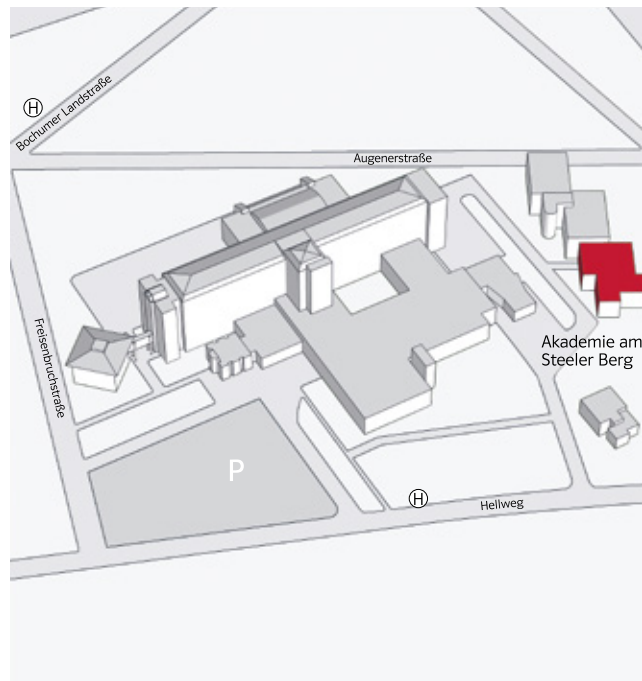 H
Bochumer Landstraße
Augenerstraße
Freisenbruchstraße
Akademie am
Steeler Berg
P
H
Hellweg